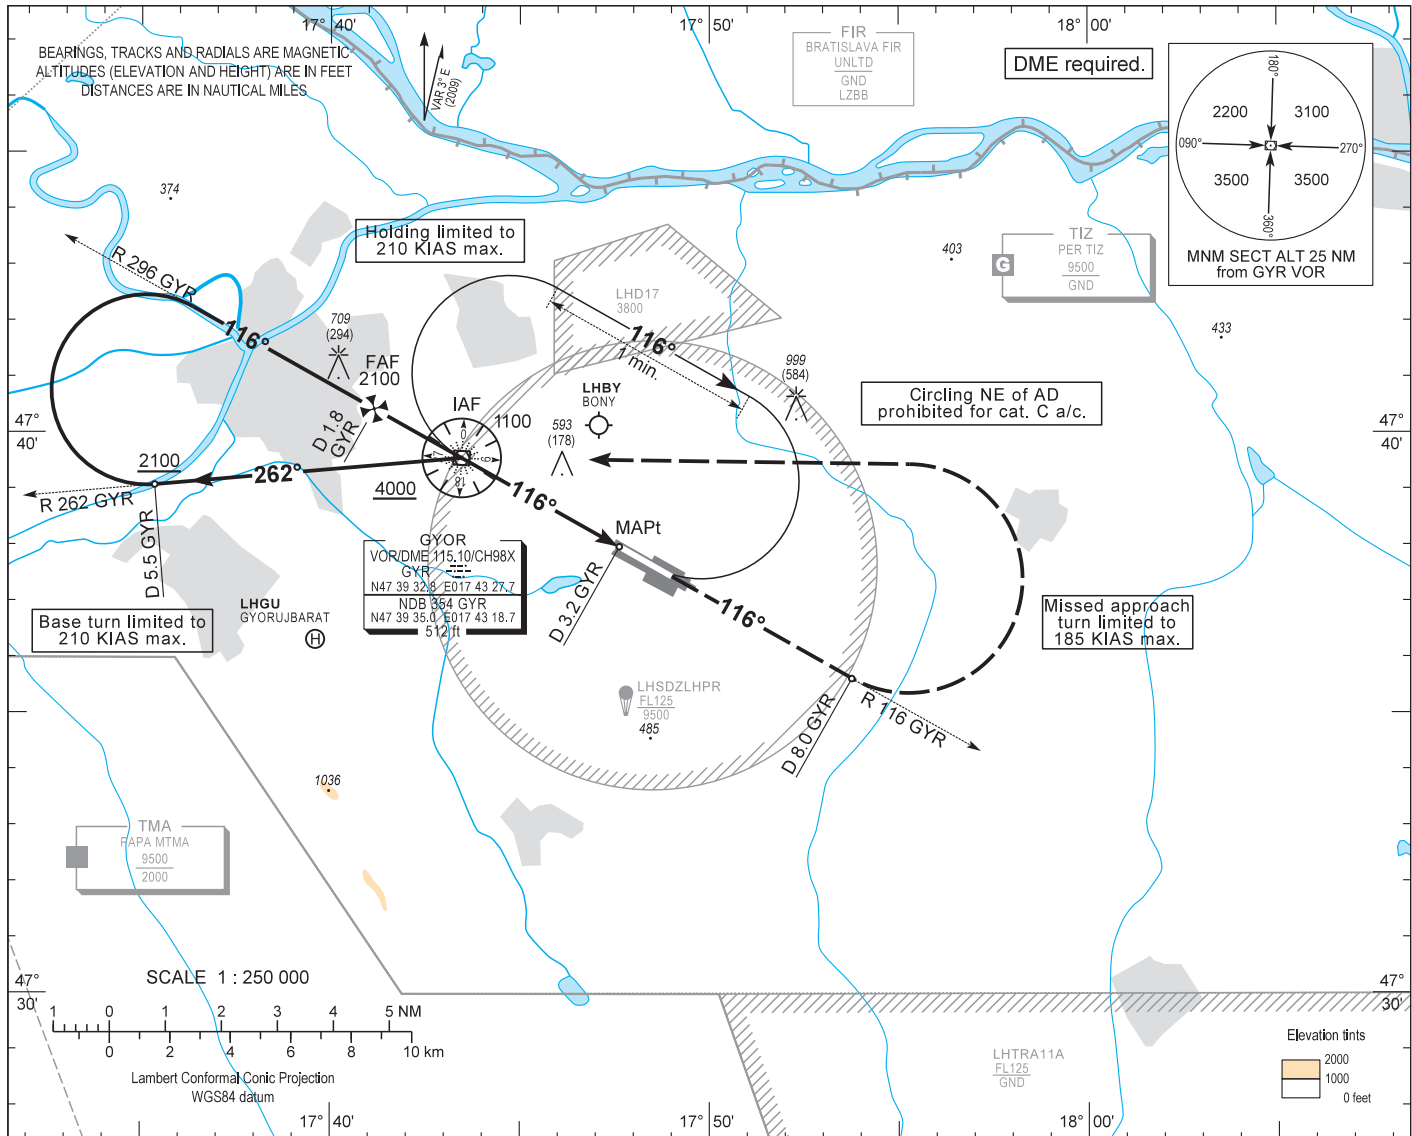 17° 40'
17° 50'
18° 00'
BEARINGS, TRACKS AND RADIALS ARE MAGNETIC
ALTITUDES (ELEVATION AND HEIGHT) ARE IN FEET
DISTANCES ARE IN NAUTICAL MILES
VAR 3° E
(2009)
FIR
BRATISLAVA FIR
UNLTD
GND
LZBB
DME required.
180°
2200
3100
090°
270°
3500
3500
360°
MNM SECT ALT 25 NM
from GYR VOR
374
Holding limited to
210 KIAS max.
R 296 GYR
403
TIZ
PER TIZ
9500
GND
G
LHD17
3800
433
116°
709
(294)
FAF
2100
116°
1 min.
999
(584)
LHBY
BONY
Circling NE of AD
prohibited for cat. C a/c.
D 1.8
GYR
IAF
1100
593
(178)
47°
40'
47°
40'
2100
262°
4000
116°
R 262 GYR
D 5.5 GYR
MAPt
GYOR
VOR/DME 115.10/CH98X
GYR
N47 39 32.8 E017 43 27.7
NDB 354 GYR
N47 39 35.0 E017 43 18.7
512 ft
D 3.2 GYR
LHGU
GYORUJBARAT
H
Base turn limited to
210 KIAS max.
116°
Missed approach
turn limited to
185 KIAS max.
LHSDZLHPR
FL125
9500
485
D 8.0 GYR
R 116 GYR
1036
TMA
PAPA MTMA
9500
2000
SCALE 1 : 250 000
47°
30'
47°
30'
1 0 1 2 3 4 5 NM
0 2 4 6 8 10 km
Lambert Conformal Conic Projection
WGS84 datum
LHTRA11A
FL125
GND
Elevation tints
2000
1000
0 feet
17° 40'
17° 50'
18° 00'